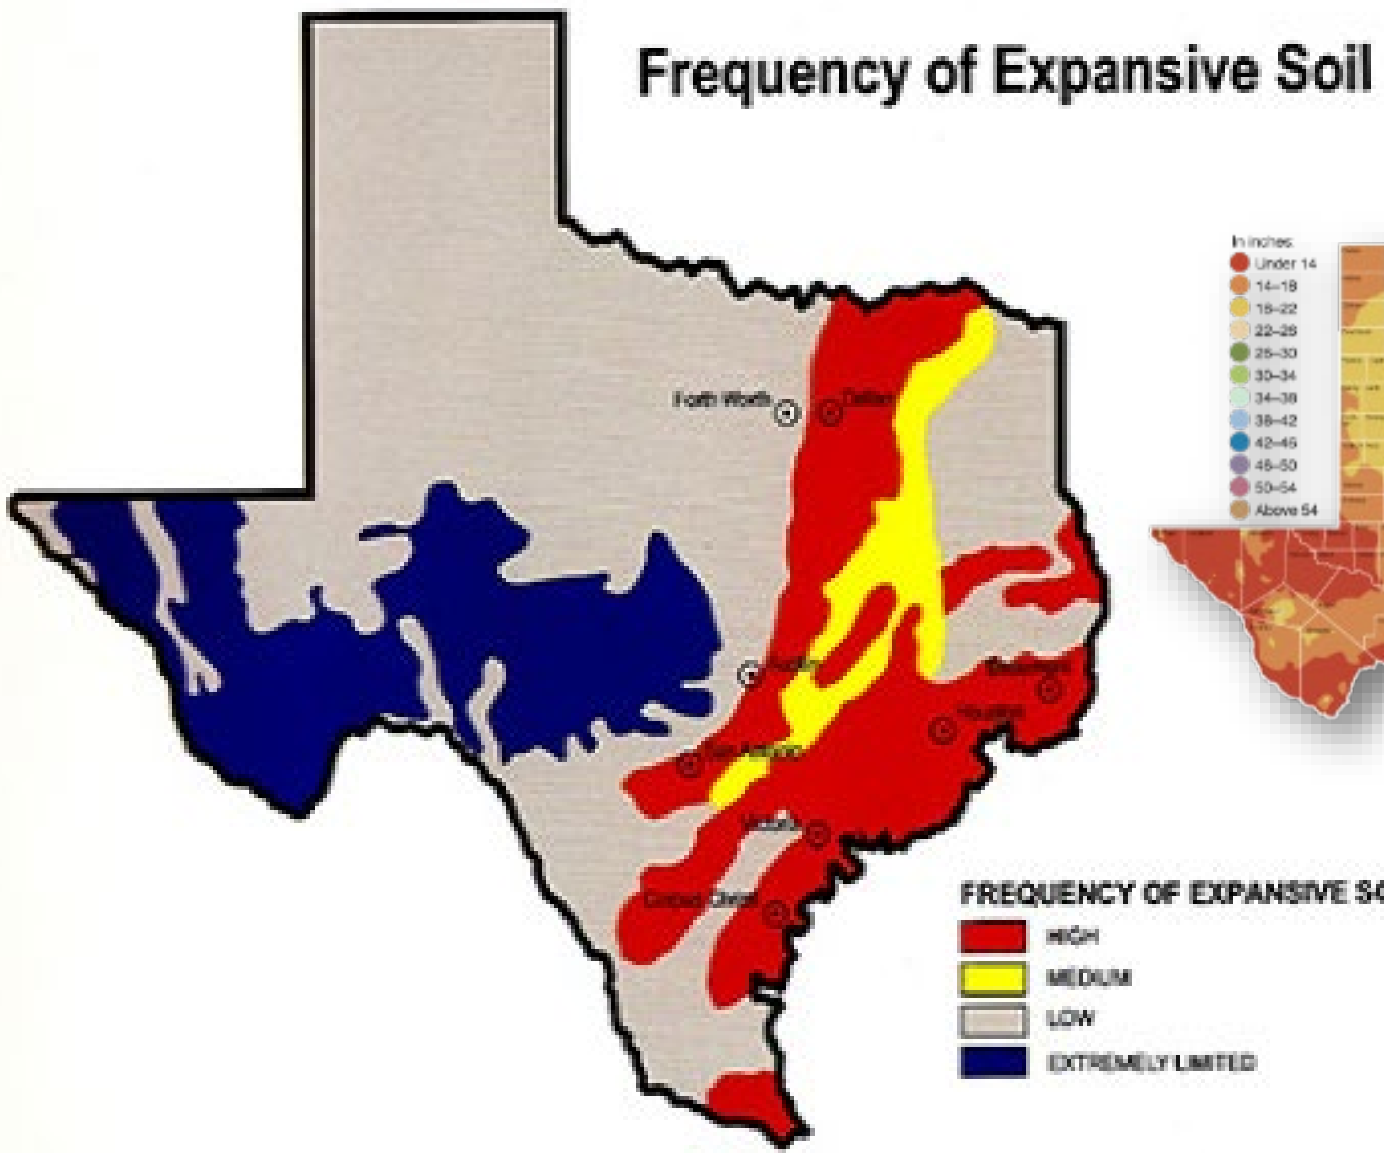 Frequency of Expansive Soil
In inches
Under 14
14–18
18–22
22–26
26–30
30–34
34–38
38–42
42–46
46–50
50–54
Above 54
Forth Worth
Dallas
Austin
Beaumont
Houston
San Antonio
Victoria
Corpus Christi
FREQUENCY OF EXPANSIVE SO
HIGH
MEDIUM
LOW
EXTREMELY LIMITED